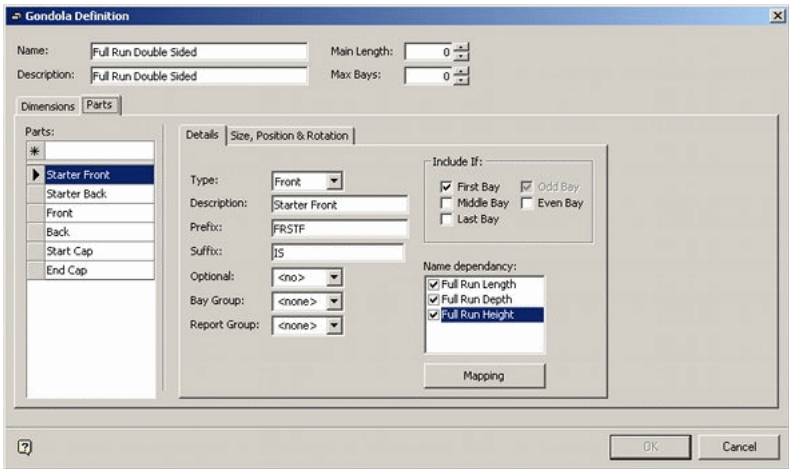 Gondola Definition
Name: Full Run Double Sided Main Length: 0
Description: Full Run Double Sided Max Bays: 0
Dimensions Parts
Parts:
Starter Front
Starter Back
Front
Back
Start Cap
End Cap
Details Size, Position & Rotation
Type: Front
Description: Starter Front
Prefix: FRSTF
Suffix: IS
Optional: <no>
Bay Group: <none>
Report Group: <none>
Include If:
First Bay Odd Bay
Middle Bay Even Bay
Last Bay
Name dependancy:
Full Run Length
Full Run Depth
Full Run Height
Mapping
OK Cancel